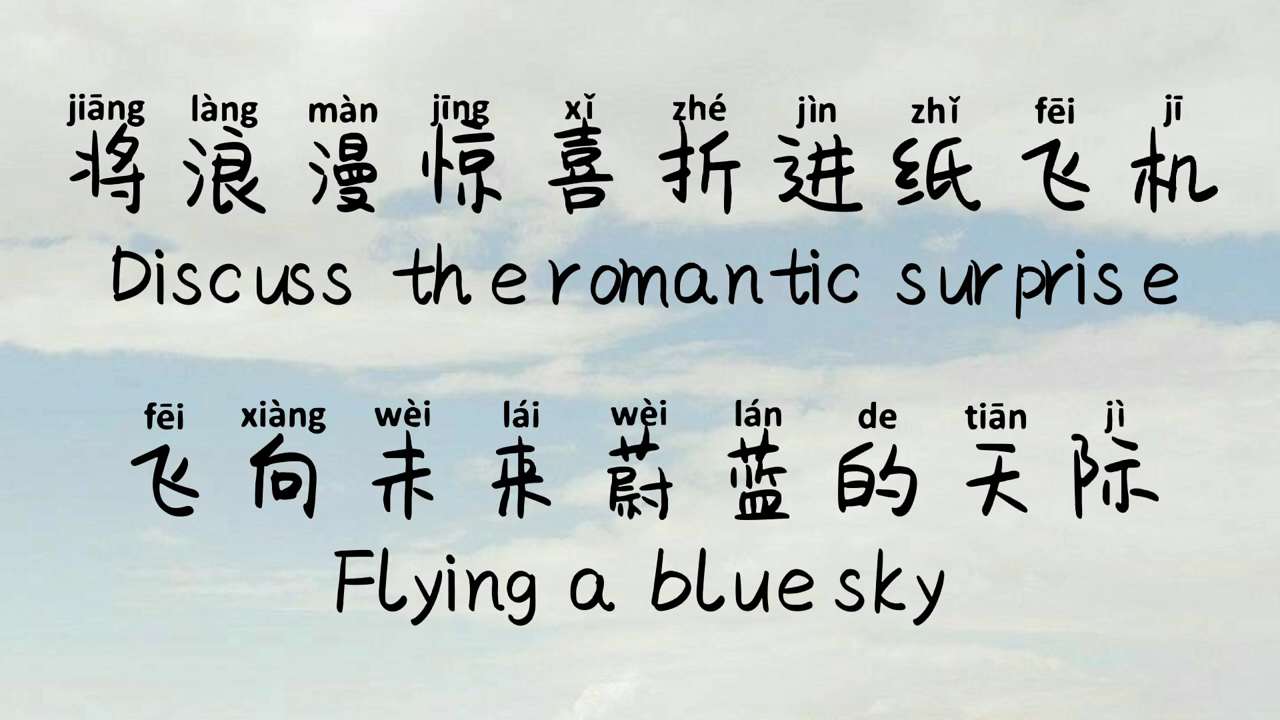 jiāng làng màn jīng xǐ zhé jìn zhǐ fēi jī
将浪漫惊喜折进纸飞机
Discuss the romantic surprise
fēi xiàng wèi lái wèi lán de tiān jì
飞向未来蔚蓝的天际
Flying a blue sky